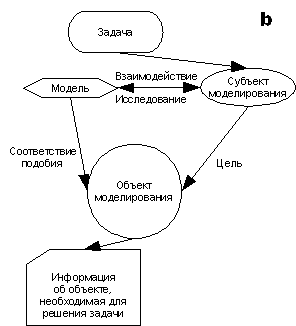 b
Задача
Взаимодействие
Модель
Исследование
Субъект
моделирования
Соответствие
подобия
Цель
Объект
моделирования
Информация
об объекте,
необходимая для
решения задачи